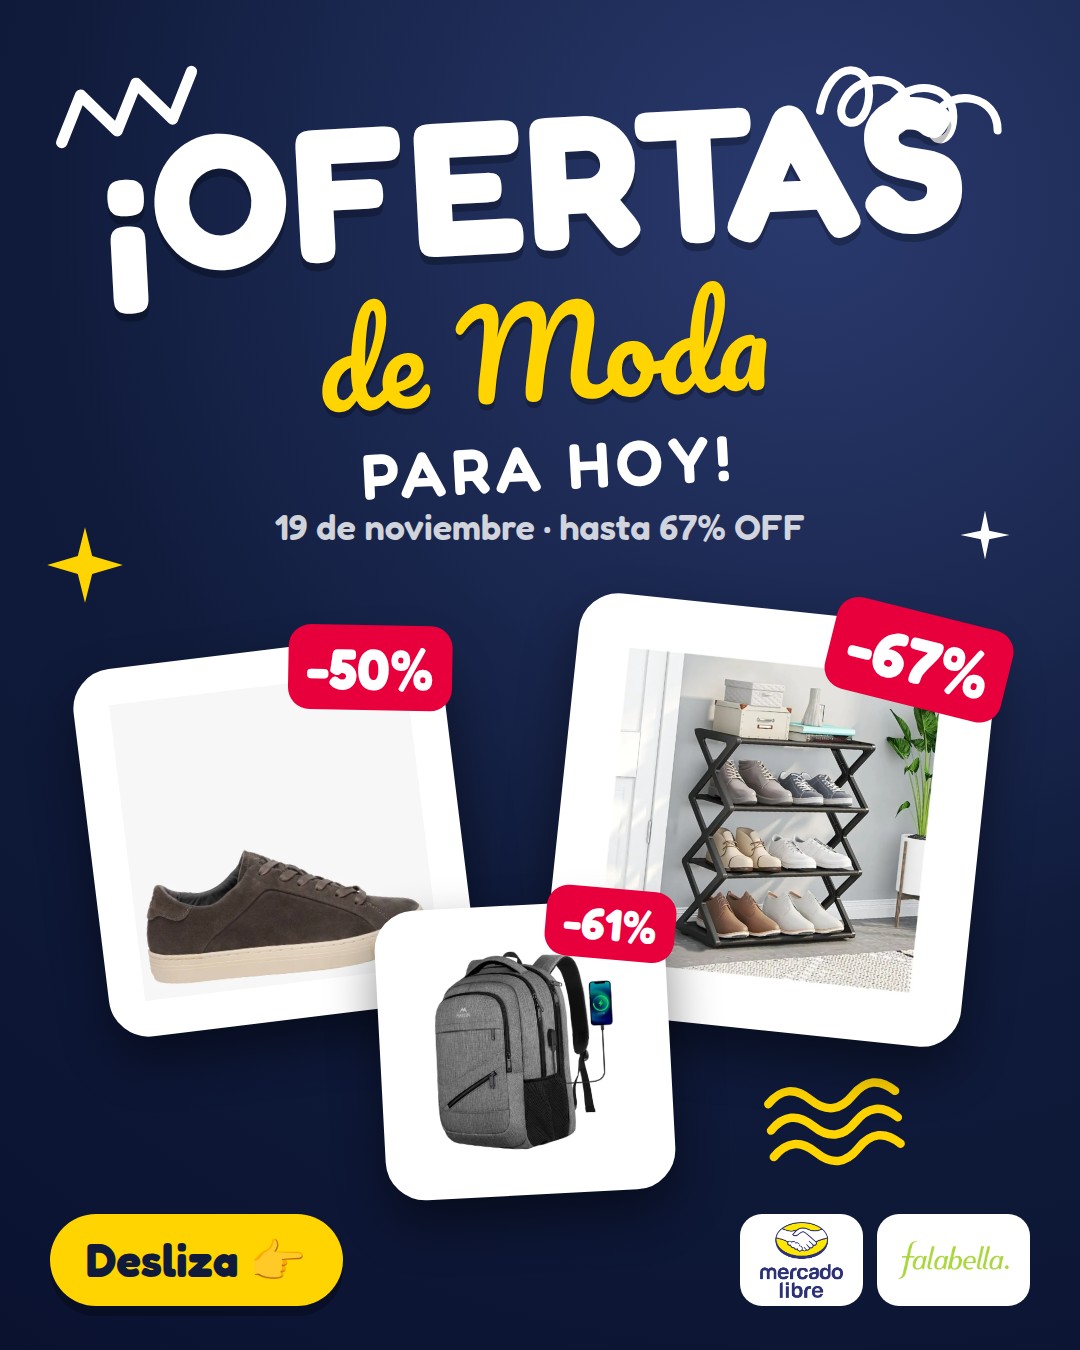 ¡OFERTAS
de Moda
PARA HOY!
19 de noviembre · hasta 67% OFF
-50%
-67%
-61%
Desliza 👉
mercado
libre
falabella.